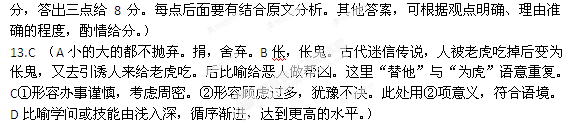 分，答出三点给 8 分。每点后面要有结合原文分析。其他答案，可根据观点明确、理由准
确的程度，酌情给分。）
13.C （A 小的大的都不抛弃。捐，舍弃。B 伥，伥鬼。古代迷信传说，人被老虎吃掉后变为
伥鬼，又去引诱人来给老虎吃。后比喻给恶人做帮凶。这里“替他”与“为虎”语意重复。
C①形容办事谨慎，考虑周密。②形容顾虑过多，犹豫不决。此处用②项意义，符合语境。
D 比喻学问或技能由浅入深，循序渐进，达到更高的水平。）